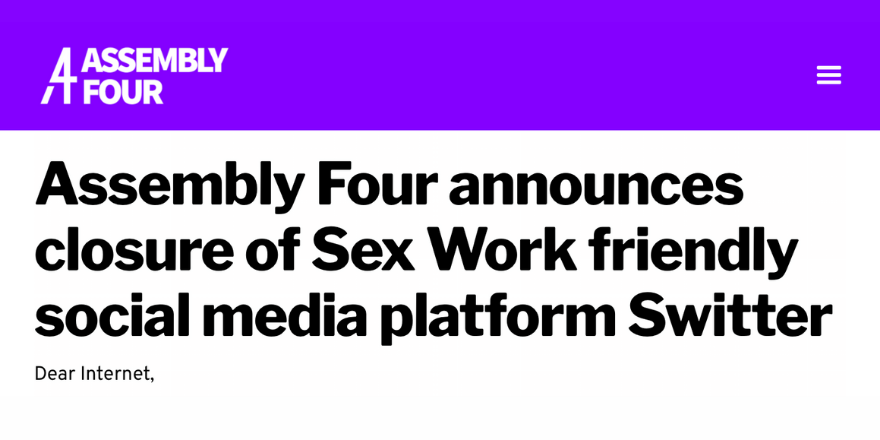 ASSEMBLY
FOUR
Assembly Four announces
closure of Sex Work friendly
social media platform Switter
Dear Internet,